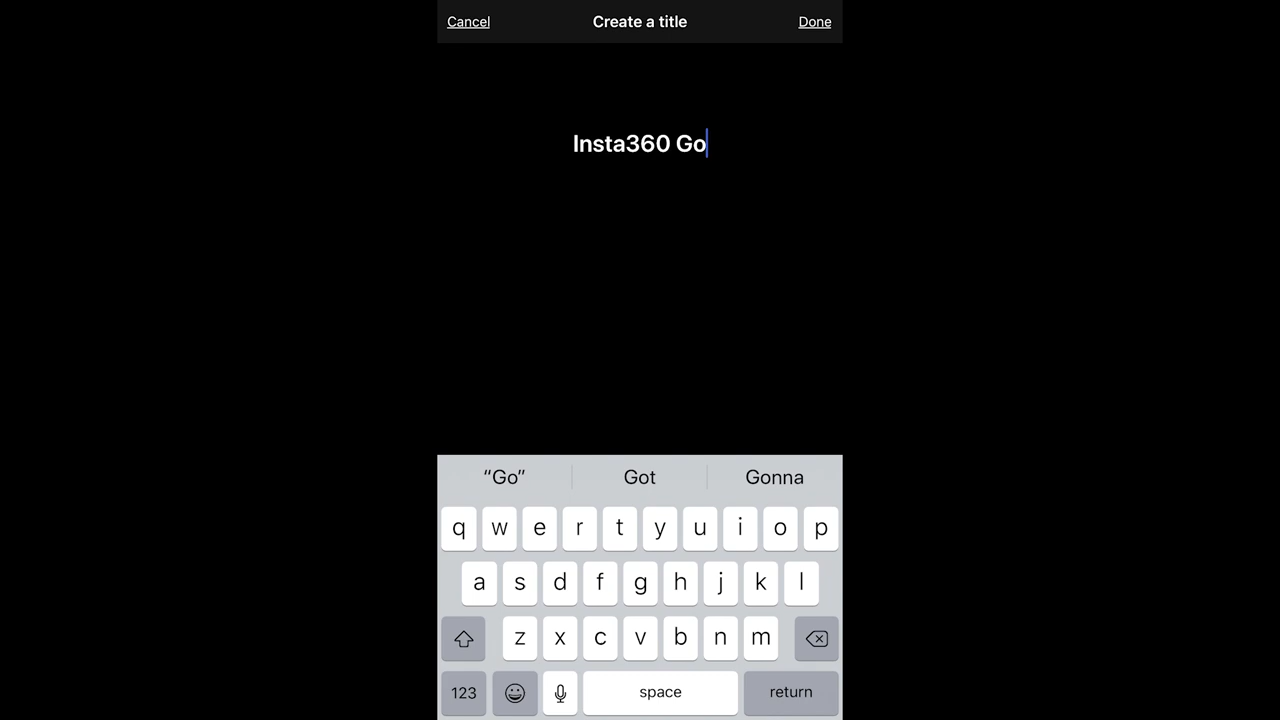 Cancel Create a title Done
Insta360 Go
“Go” Got Gonna
q w e r t y u i o p
a s d f g h j k l
z x c v b n m
123 space return